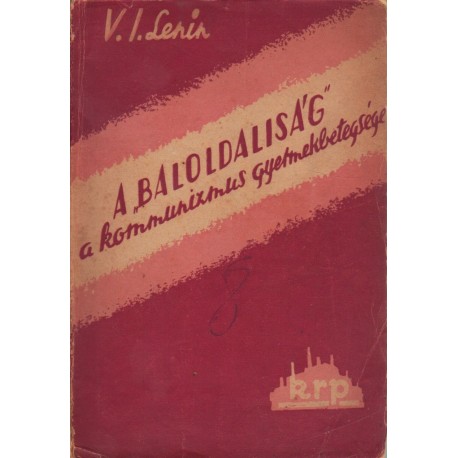 V. I. Lenin
A „BALOLDALISÁG"
a kommunizmus gyermekbetegsége
8
krp